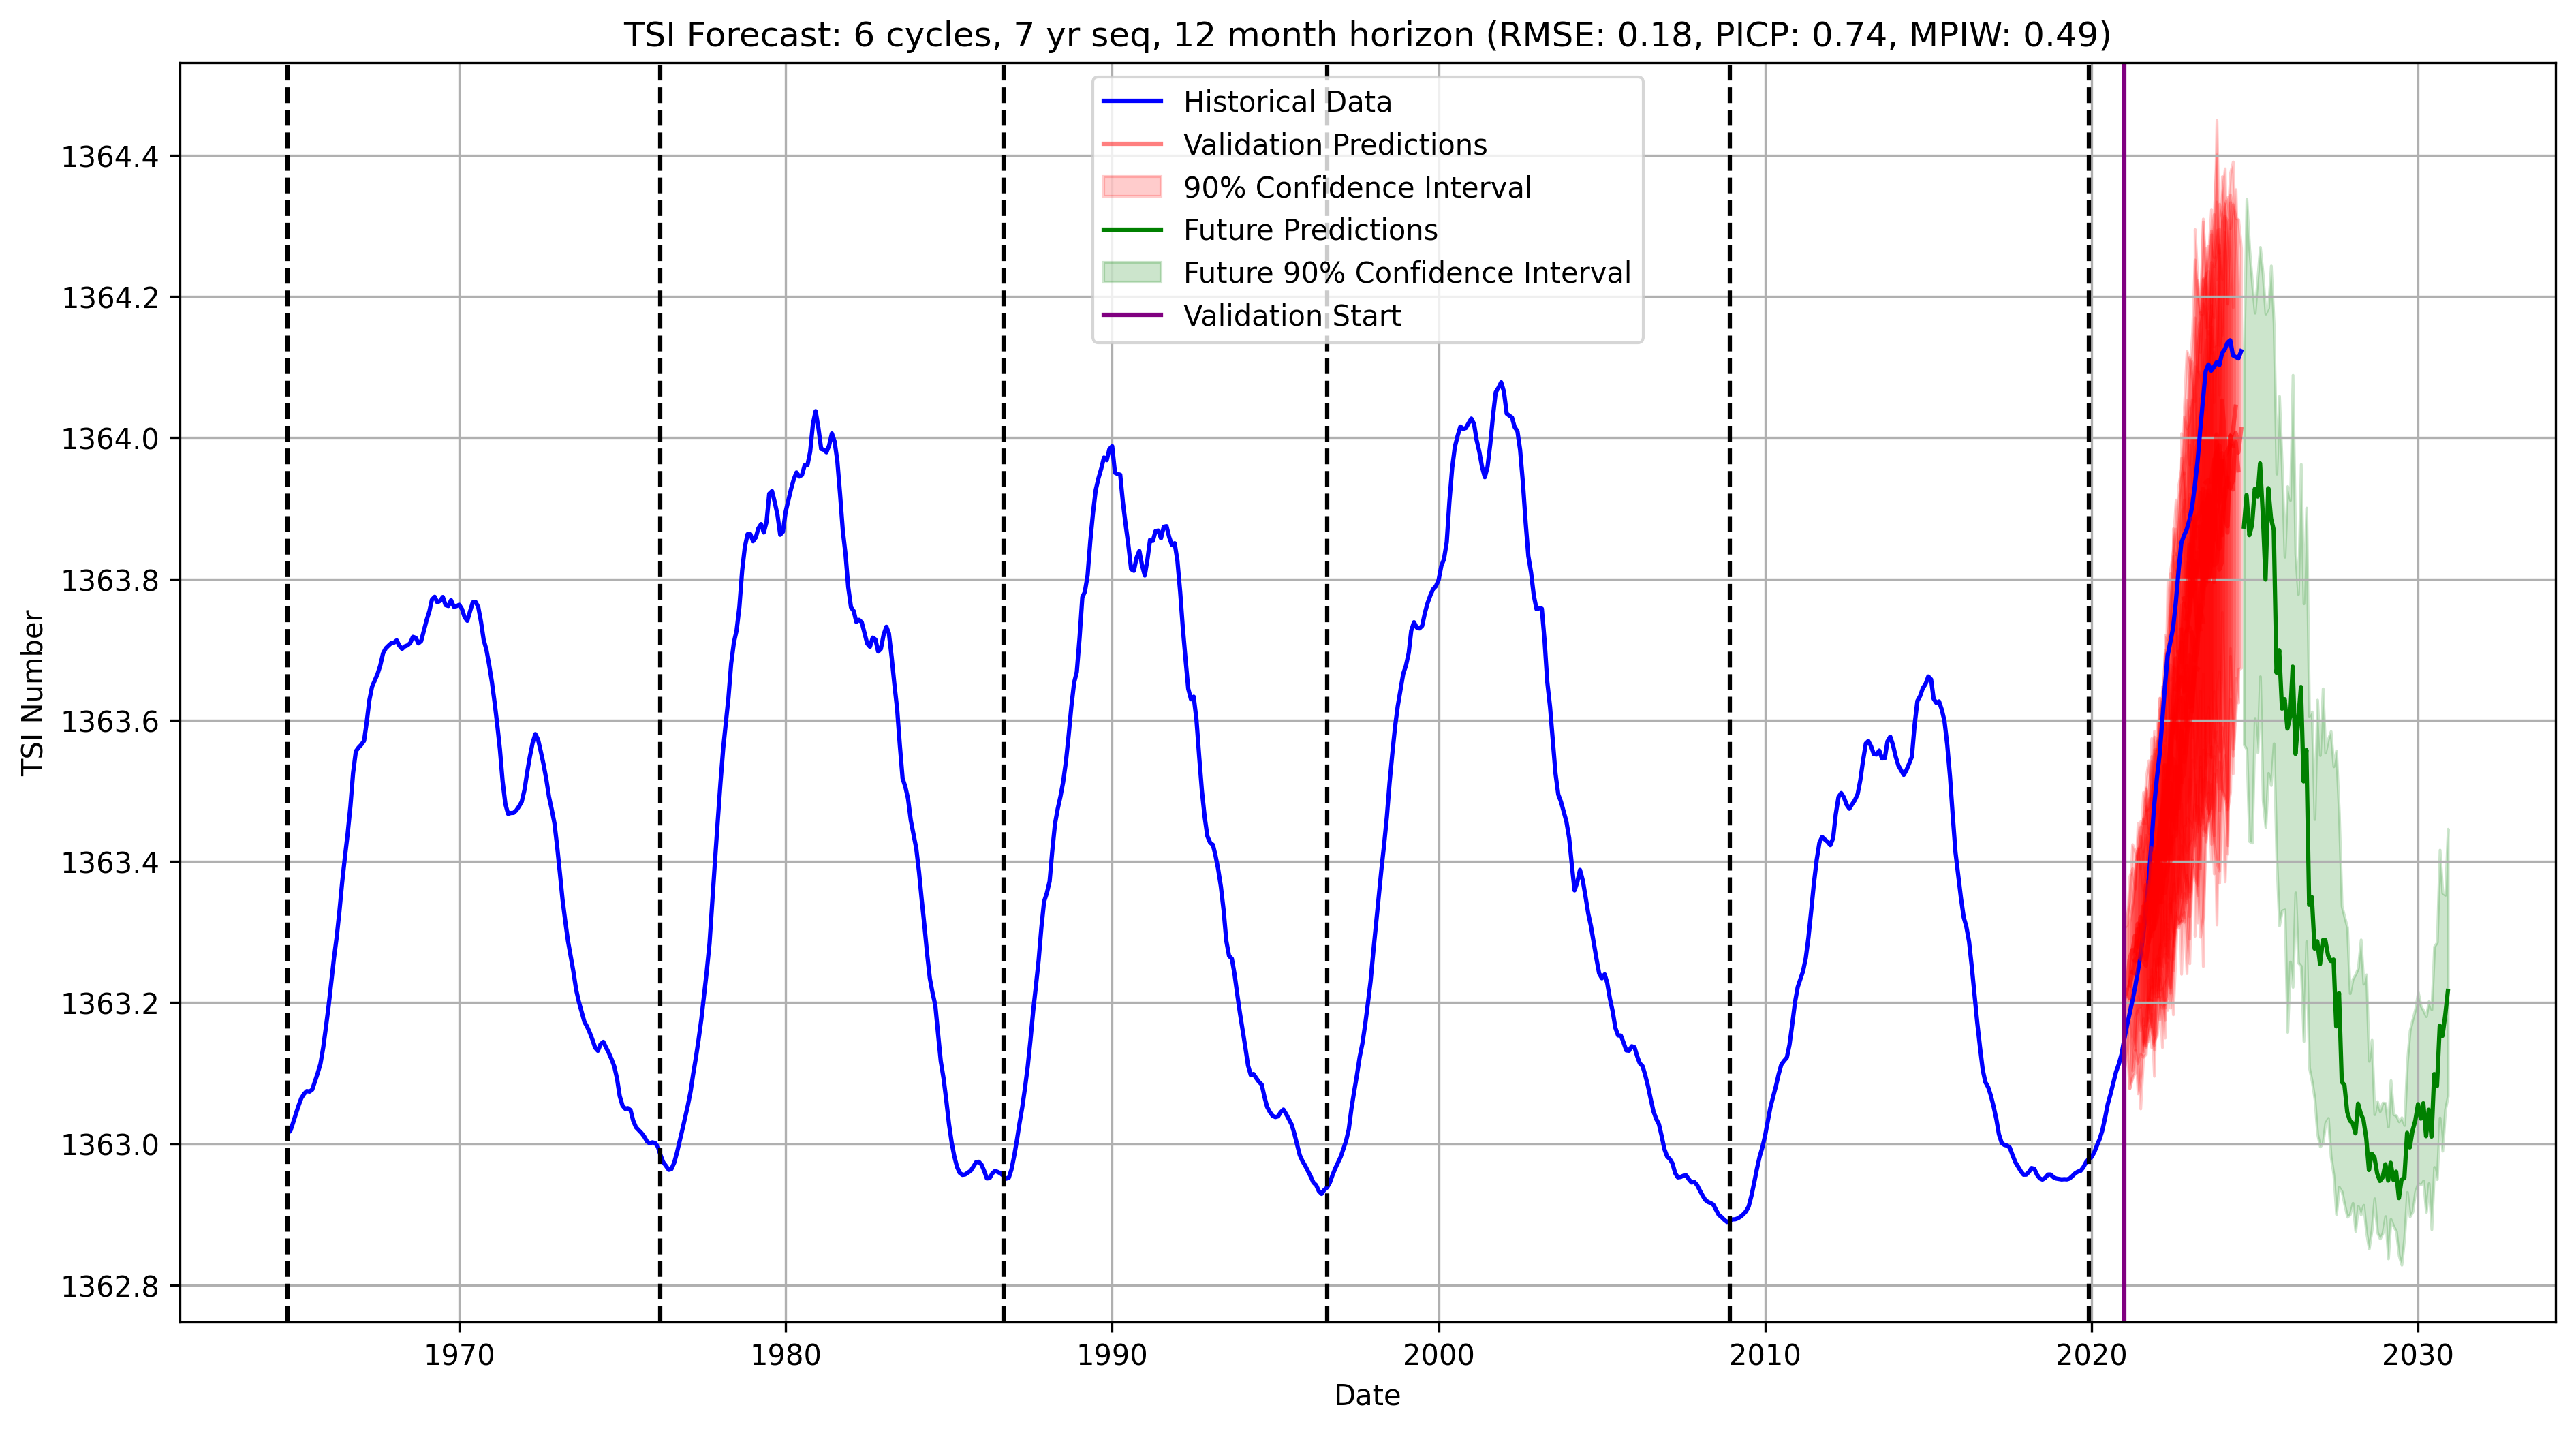 TSI Forecast: 6 cycles, 7 yr seq, 12 month horizon (RMSE: 0.18, PICP: 0.74, MPIW: 0.49)
Historical Data
Validation Predictions
90% Confidence Interval
Future Predictions
Future 90% Confidence Interval
Validation Start
TSI Number
1364.4
1364.2
1364.0
1363.8
1363.6
1363.4
1363.2
1363.0
1362.8
1970 1980 1990 2000 2010 2020 2030
Date